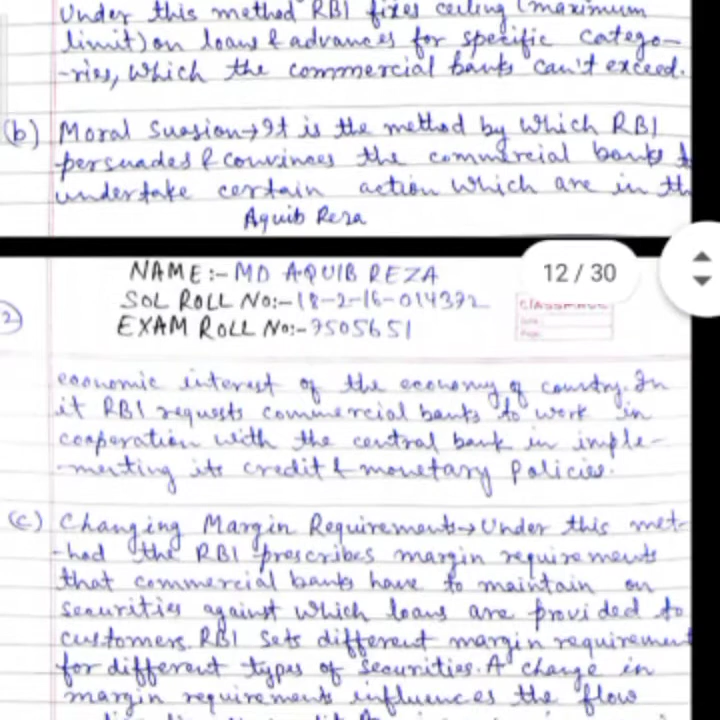 Under this method RBI fixes ceiling (maximum
limit) on loans & advances for specific catego-
-ries, which the commercial banks can't exceed.
(b) Moral Suasion→It is the method by which RBI
persuades & convinces the commercial banks t
undertake certain action which are in th
Aquib Reza
NAME:- MD AQUIB REZA
12 / 30
SOL ROLL No:-18-2-16-014372
CLASSMATE
2
EXAM ROLL No:-7505651
economic interest of the economy of country. In
it RBI requests commercial banks to work in
cooperation with the central bank in imple-
-menting its credit & monetary Policies.
(c) Changing Margin Requirements→Under this met-
-hod the RBI prescribes margin requirements
that commercial banks have to maintain on
securities against which loans are provided to
customers. RBI sets different margin requirement
for different types of securities. A change in
margin requirements influences the flow